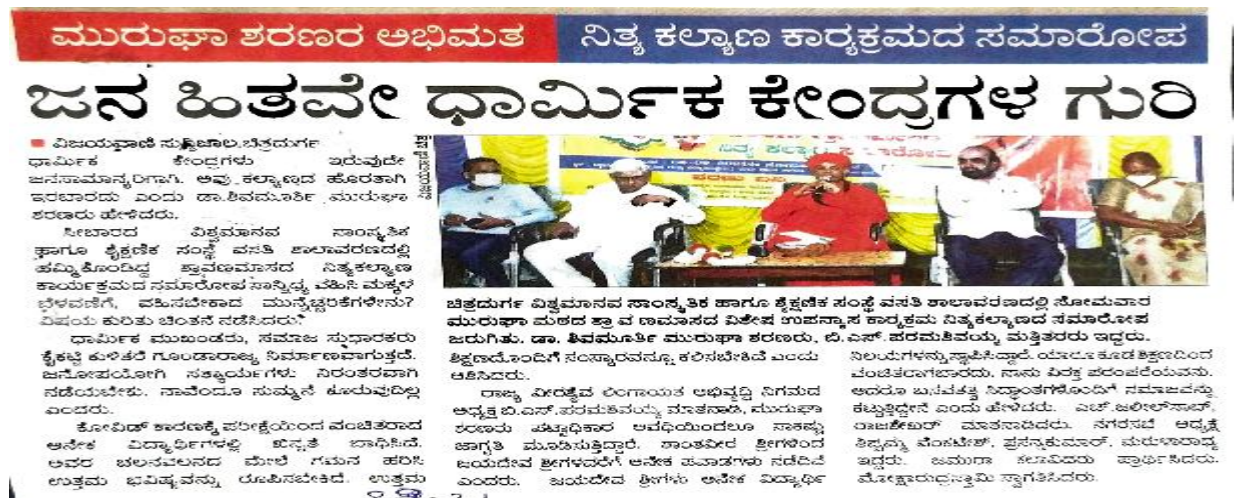 ಮುರುಘಾ ಶರಣರ ಅಭಿಮತ
ನಿತ್ಯ ಕಲ್ಯಾಣ ಕಾರ‍್ಯಕ್ರಮದ ಸಮಾರೋಪ
ಜನ ಹಿತವೇ ಧಾರ್ಮಿಕ ಕೇಂದ್ರಗಳ ಗುರಿ
ವಿಜಯವಾಣಿ ಸುದ್ದಿಜಾಲ. ಚಿತ್ರದುರ್ಗ
ಧಾರ್ಮಿಕ ಕೇಂದ್ರಗಳು ಇರುವುದೇ
ಜನಸಾಮಾನ್ಯರಿಗಾಗಿ. ಅವು ಕಲ್ಯಾಣದ ಹೊರತಾಗಿ
ಇರಬಾರದು ಎಂದು ಡಾ.ಶಿವಮೂರ್ತಿ ಮುರುಘಾ
ಶರಣರು ಹೇಳಿದರು.
ಸೀಬಾರದ ವಿಶ್ವಮಾನವ ಸಾಂಸ್ಕೃತಿಕ
ಹಾಗೂ ಶೈಕ್ಷಣಿಕ ಸಂಸ್ಥೆ ವಸತಿ ಶಾಲಾವರಣದಲ್ಲಿ
ಹಮ್ಮಿಕೊಂಡಿದ್ದ ಶ್ರಾವಣಮಾಸದ ನಿತ್ಯಕಲ್ಯಾಣ
ಕಾರ್ಯಕ್ರಮದ ಸಮಾರೋಪ ಸಾನ್ನಿಧ್ಯ ವಹಿಸಿ ಮಕ್ಕಳ
ಬೆಳವಣಿಗೆ, ವಹಿಸಬೇಕಾದ ಮುನ್ನೆಚ್ಚರಿಕೆಗಳೇನು?
ವಿಷಯ ಕುರಿತು ಚಿಂತನೆ ನಡೆಸಿದರು.
ಧಾರ್ಮಿಕ ಮುಖಂಡರು, ಸಮಾಜ ಸುಧಾರಕರು
ಕೈಕಟ್ಟಿ ಕುಳಿತರೆ ಗೂಂಡಾರಾಜ್ಯ ನಿರ್ಮಾಣವಾಗುತ್ತದೆ.
ಜನೋಪಯೋಗಿ ಸತ್ಕಾರ್ಯಗಳು ನಿರಂತರವಾಗಿ
ನಡೆಯಬೇಕು. ನಾವೆಂದೂ ಸುಮ್ಮನೆ ಕೂರುವುದಿಲ್ಲ
ಎಂದರು.
ಕೋವಿಡ್ ಕಾರಣಕ್ಕೆ ಪರೀಕ್ಷೆಯಿಂದ ವಂಚಿತರಾದ
ಅನೇಕ ವಿದ್ಯಾರ್ಥಿಗಳಲ್ಲಿ ಖಿನ್ನತೆ ಬಾಧಿಸಿದೆ.
ಅವರ ಚಲನವಲನದ ಮೇಲೆ ಗಮನ ಹರಿಸಿ
ಉತ್ತಮ ಭವಿಷ್ಯವನ್ನು ರೂಪಿಸಬೇಕಿದೆ. ಉತ್ತಮ
ನಿತ್ಯ ಕಲ್ಯಾಣ
ಚಿತ್ರದುರ್ಗ ವಿಶ್ವಮಾನವ ಸಾಂಸ್ಕೃತಿಕ ಹಾಗೂ ಶೈಕ್ಷಣಿಕ ಸಂಸ್ಥೆ ವಸತಿ ಶಾಲಾವರಣದಲ್ಲಿ ಸೋಮವಾರ
ಮುರುಘಾ ಮಠದ ಶ್ರಾವಣಮಾಸದ ವಿಶೇಷ ಉಪನ್ಯಾಸ ಕಾರ‍್ಯಕ್ರಮ ನಿತ್ಯಕಲ್ಯಾಣದ ಸಮಾರೋಪ
ಜರುಗಿತು. ಡಾ. ಶಿವಮೂರ್ತಿ ಮುರುಘಾ ಶರಣರು, ಬಿ.ಎಸ್.ಪರಮಶಿವಯ್ಯ ಮತ್ತಿತರರು ಇದ್ದರು.
ಶಿಕ್ಷಣದೊಂದಿಗೆ ಸಂಸ್ಕಾರವನ್ನೂ ಕಲಿಸಬೇಕಿದೆ ಎಂದು
ಆಶಿಸಿದರು.
ರಾಜ್ಯ ವೀರಶೈವ ಲಿಂಗಾಯತ ಅಭಿವೃದ್ಧಿ ನಿಗಮದ
ಅಧ್ಯಕ್ಷ ಬಿ.ಎಸ್.ಪರಮಶಿವಯ್ಯ ಮಾತನಾಡಿ, ಮುರುಘಾ
ಶರಣರು ಪಟ್ಟಾಧಿಕಾರ ಅವಧಿಯಿಂದಲೂ ಸಾಕಷ್ಟು
ಜಾಗೃತಿ ಮೂಡಿಸುತ್ತಿದ್ದಾರೆ. ಶಾಂತವೀರ ಶ್ರೀಗಳಿಂದ
ಜಯದೇವ ಶ್ರೀಗಳವರೆಗೆ ಅನೇಕ ಪವಾಡಗಳು ನಡೆದಿವೆ
ಎಂದರು. ಜಯದೇವ ಶ್ರೀಗಳು ಅನೇಕ ವಿದ್ಯಾರ್ಥಿ
ನಿಲಯಗಳನ್ನು ಸ್ಥಾಪಿಸಿದ್ದಾರೆ. ಯಾರೂ ಕೂಡ ಶಿಕ್ಷಣದಿಂದ
ವಂಚಿತರಾಗಬಾರದು. ನಾನು ವಿರಕ್ತ ಪರಂಪರೆಯವನು.
ಆದರೂ ಬಸವತತ್ವ ಸಿದ್ಧಾಂತಗಳೊಂದಿಗೆ ಸಮಾಜವನ್ನು
ಕಟ್ಟುತ್ತಿದ್ದೇನೆ ಎಂದು ಹೇಳಿದರು. ಎಚ್.ಜಲೀಲ್‌ಸಾಬ್,
ರಾಜಶೇಖರ್ ಮಾತನಾಡಿದರು. ನಗರಸಭೆ ಅಧ್ಯಕ್ಷೆ
ತಿಪ್ಪಮ್ಮ ವೆಂಕಟೇಶ್, ಪ್ರಸನ್ನಕುಮಾರ್, ಮರುಳಾರಾಧ್ಯ
ಇದ್ದರು. ಜಮುರಾ ಕಲಾವಿದರು ಪ್ರಾರ್ಥಿಸಿದರು.
ಮೋಕ್ಷಾರುದ್ರಸ್ವಾಮಿ ಸ್ವಾಗತಿಸಿದರು.